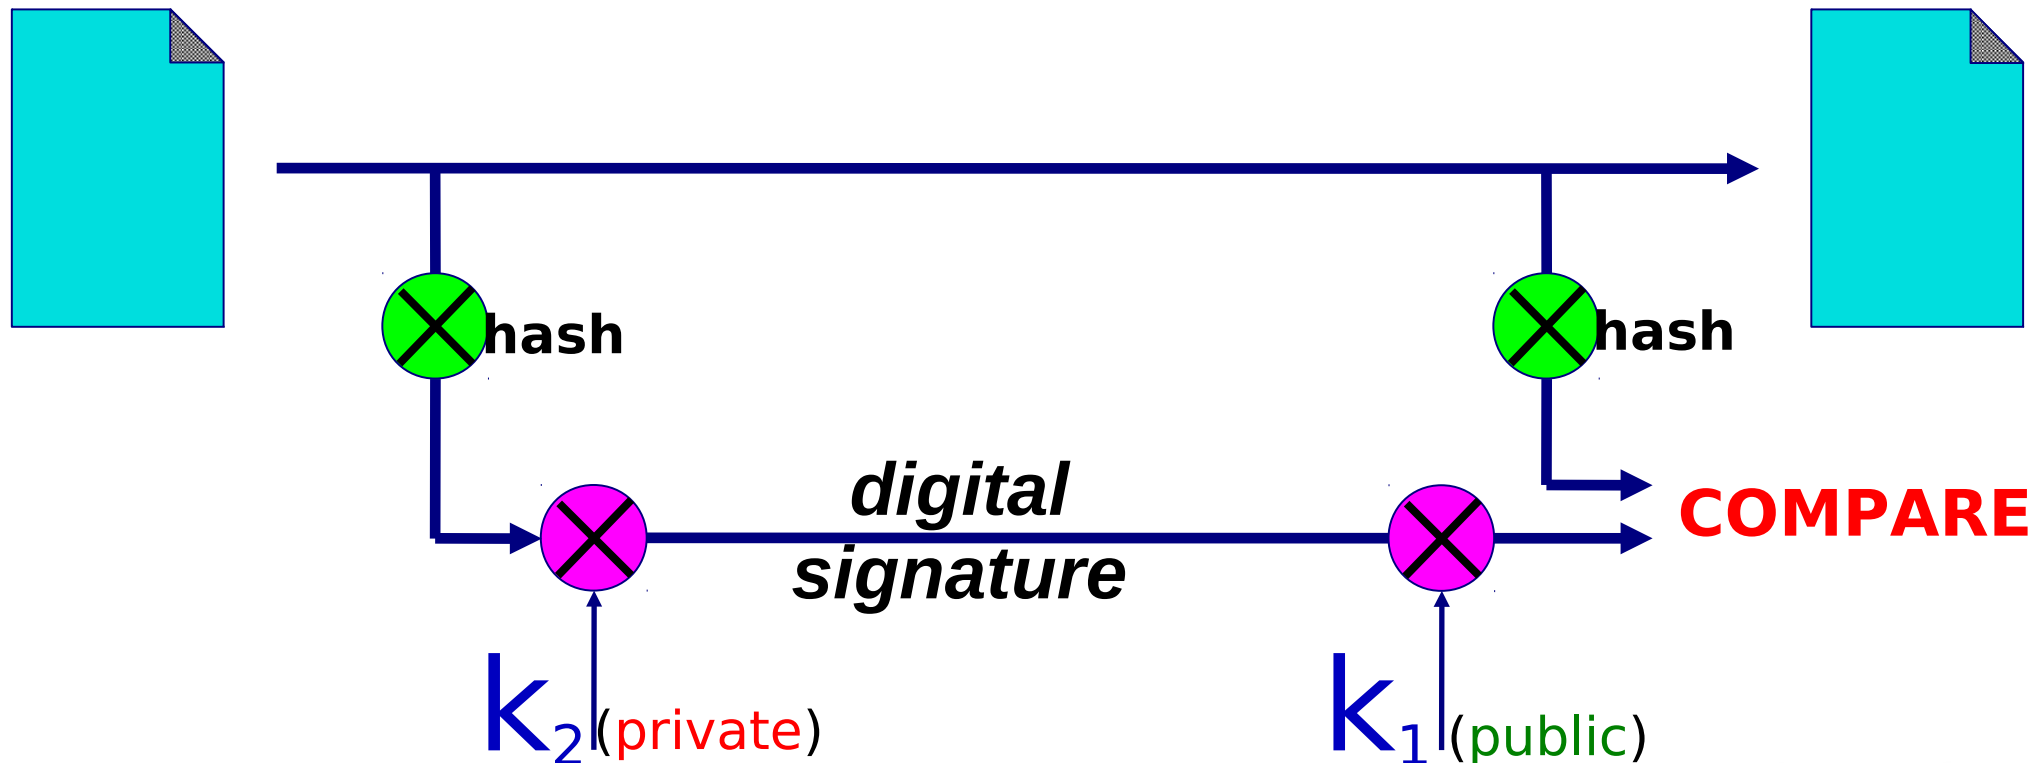 hash
hash
digital
signature
COMPARE
k2(private)
k1(public)